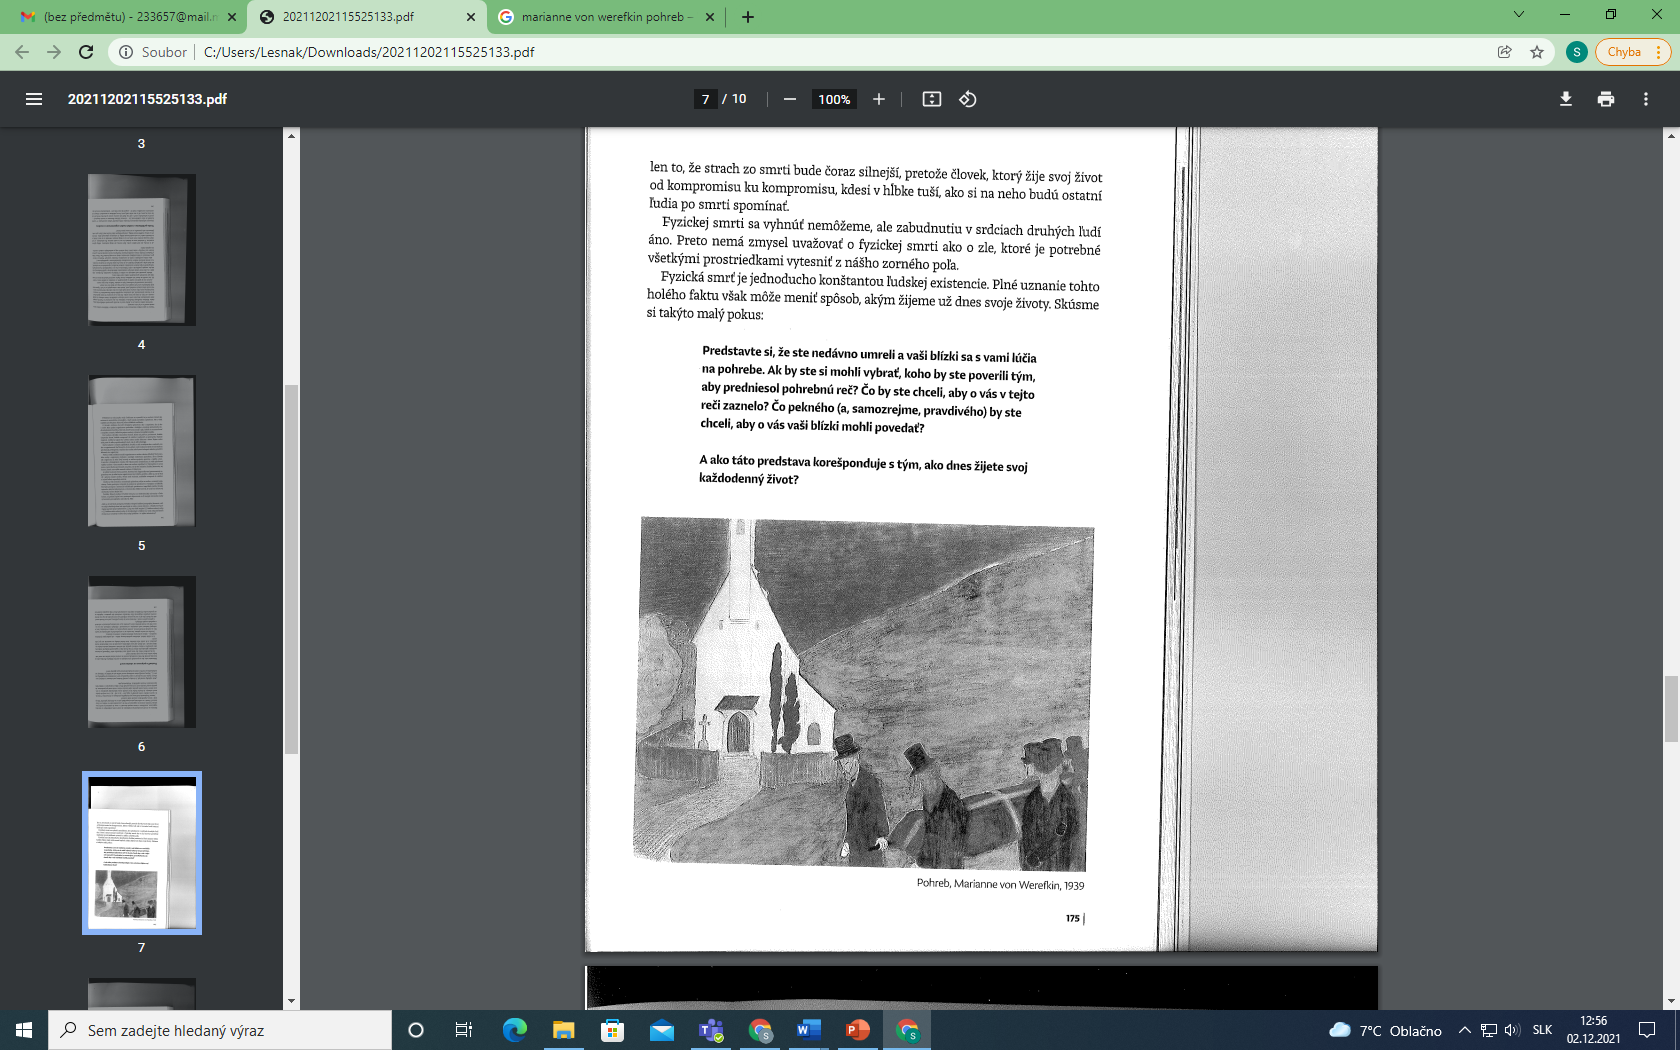 (bez předmětu) - 233657@mail.m
20211202115525133.pdf
marianne von werefkin pohreb –
Soubor
C:/Users/Lesnak/Downloads/20211202115525133.pdf
S
Chyba
20211202115525133.pdf
7 / 10
100%
3
4
5
6
7
len to, že strach zo smrti bude čoraz silnejší, pretože človek, ktorý žije svoj život
od kompromisu ku kompromisu, kdesi v hĺbke tuší, ako si na neho budú ostatní
ľudia po smrti spomínať.
Fyzickej smrti sa vyhnúť nemôžeme, ale zabudnutiu v srdciach druhých ľudí
áno. Preto nemá zmysel uvažovať o fyzickej smrti ako o zle, ktoré je potrebné
všetkými prostriedkami vytesniť z nášho zorného poľa.
Fyzická smrť je jednoducho konštantou ľudskej existencie. Plné uznanie tohto
holého faktu však môže meniť spôsob, akým žijeme už dnes svoje životy. Skúsme
si takýto malý pokus:
Predstavte si, že ste nedávno umreli a vaši blízki sa s vami lúčia
na pohrebe. Ak by ste si mohli vybrať, koho by ste poverili tým,
aby predniesol pohrebnú reč? Čo by ste chceli, aby o vás v tejto
reči zaznelo? Čo pekného (a, samozrejme, pravdivého) by ste
chceli, aby o vás vaši blízki mohli povedať?
A ako táto predstava korešponduje s tým, ako dnes žijete svoj
každodenný život?
Pohreb, Marianne von Werefkin, 1939
175
Sem zadejte hledaný výraz
7°C Oblačno
SLK
12:56
02.12.2021